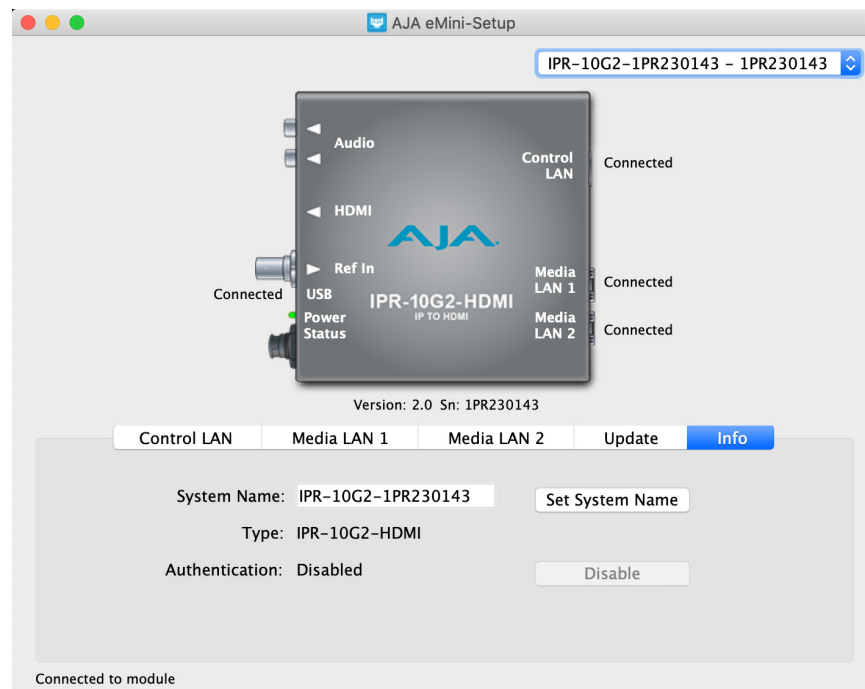 AJA eMini-Setup
IPR-10G2-1PR230143 - 1PR230143
Audio
Control
LAN
Connected
HDMI
AJA
Ref In
Connected
USB
Media
LAN 1
Connected
IPR-10G2-HDMI
IP TO HDMI
Power
Status
Media
LAN 2
Connected
Version: 2.0 Sn: 1PR230143
Control LAN Media LAN 1 Media LAN 2 Update Info
System Name: IPR-10G2-1PR230143 Set System Name
Type: IPR-10G2-HDMI
Authentication: Disabled Disable
Connected to module